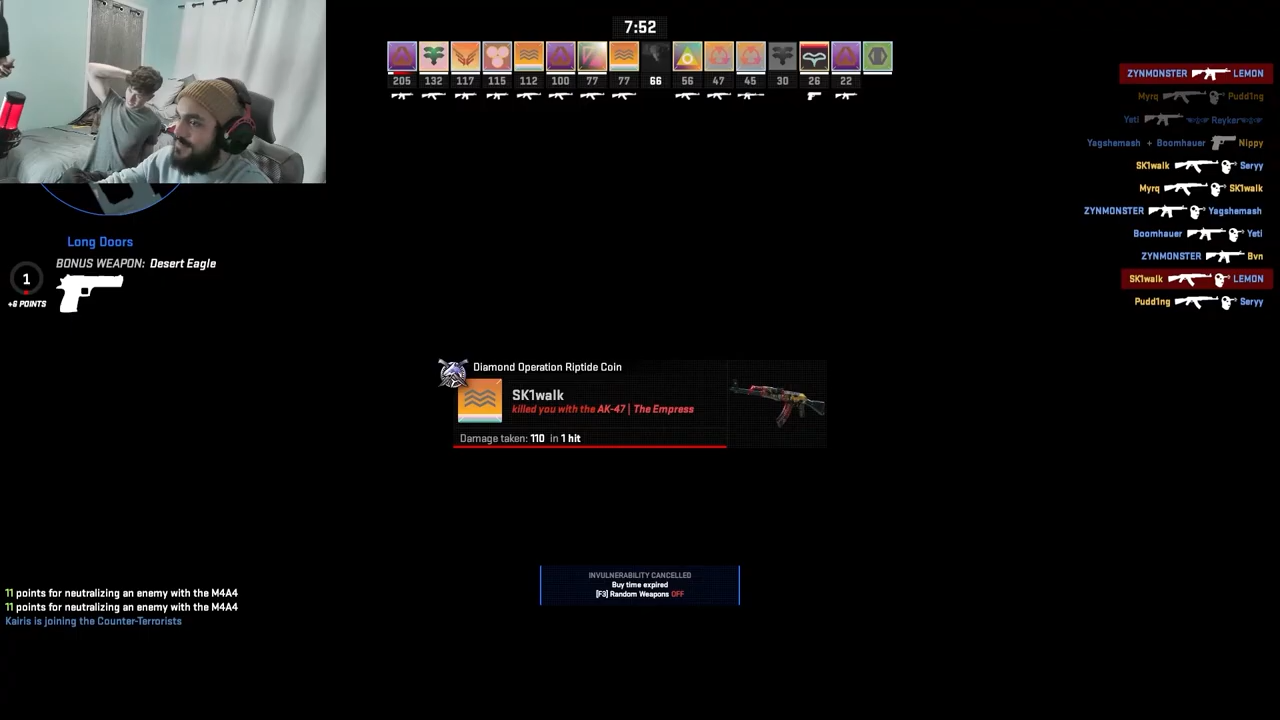 7:52
205 132 117 115 112 100 77 77 66 56 47 45 30 26 22
ZYNMONSTER LEMON
Myrq Pudd1ng
Yeti Reyker
Yagshemash + Boomhauer Nippy
SK1walk Seryy
Myrq SK1walk
ZYNMONSTER Yagshemash
Boomhauer Yeti
ZYNMONSTER Bvn
SK1walk LEMON
Pudd1ng Seryy
Long Doors
BONUS WEAPON: Desert Eagle
1
+6 POINTS
Diamond Operation Riptide Coin
SK1walk
killed you with the AK-47 | The Empress
Damage taken: 110 in 1 hit
INVULNERABILITY CANCELLED
Buy time expired
[F3] Random Weapons OFF
11 points for neutralizing an enemy with the M4A4
11 points for neutralizing an enemy with the M4A4
Kairis is joining the Counter-Terrorists